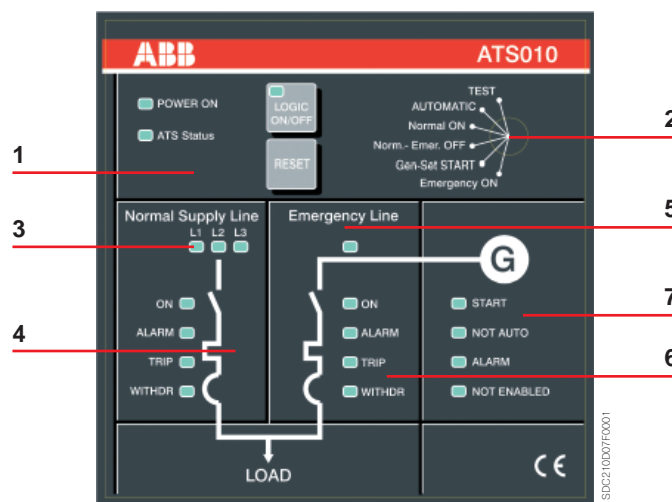 ABB ATS010
POWER ON
ATS Status
LOGIC
ON/OFF
RESET
TEST
AUTOMATIC
Normal ON
Norm.- Emer. OFF
Gen-Set START
Emergency ON
1
2
Normal Supply Line
L1 L2 L3
Emergency Line
3
5
G
ON
ALARM
TRIP
WITHDR
4
ON
ALARM
TRIP
WITHDR
6
START
NOT AUTO
ALARM
NOT ENABLED
7
LOAD
CE
SDC210D07F0001